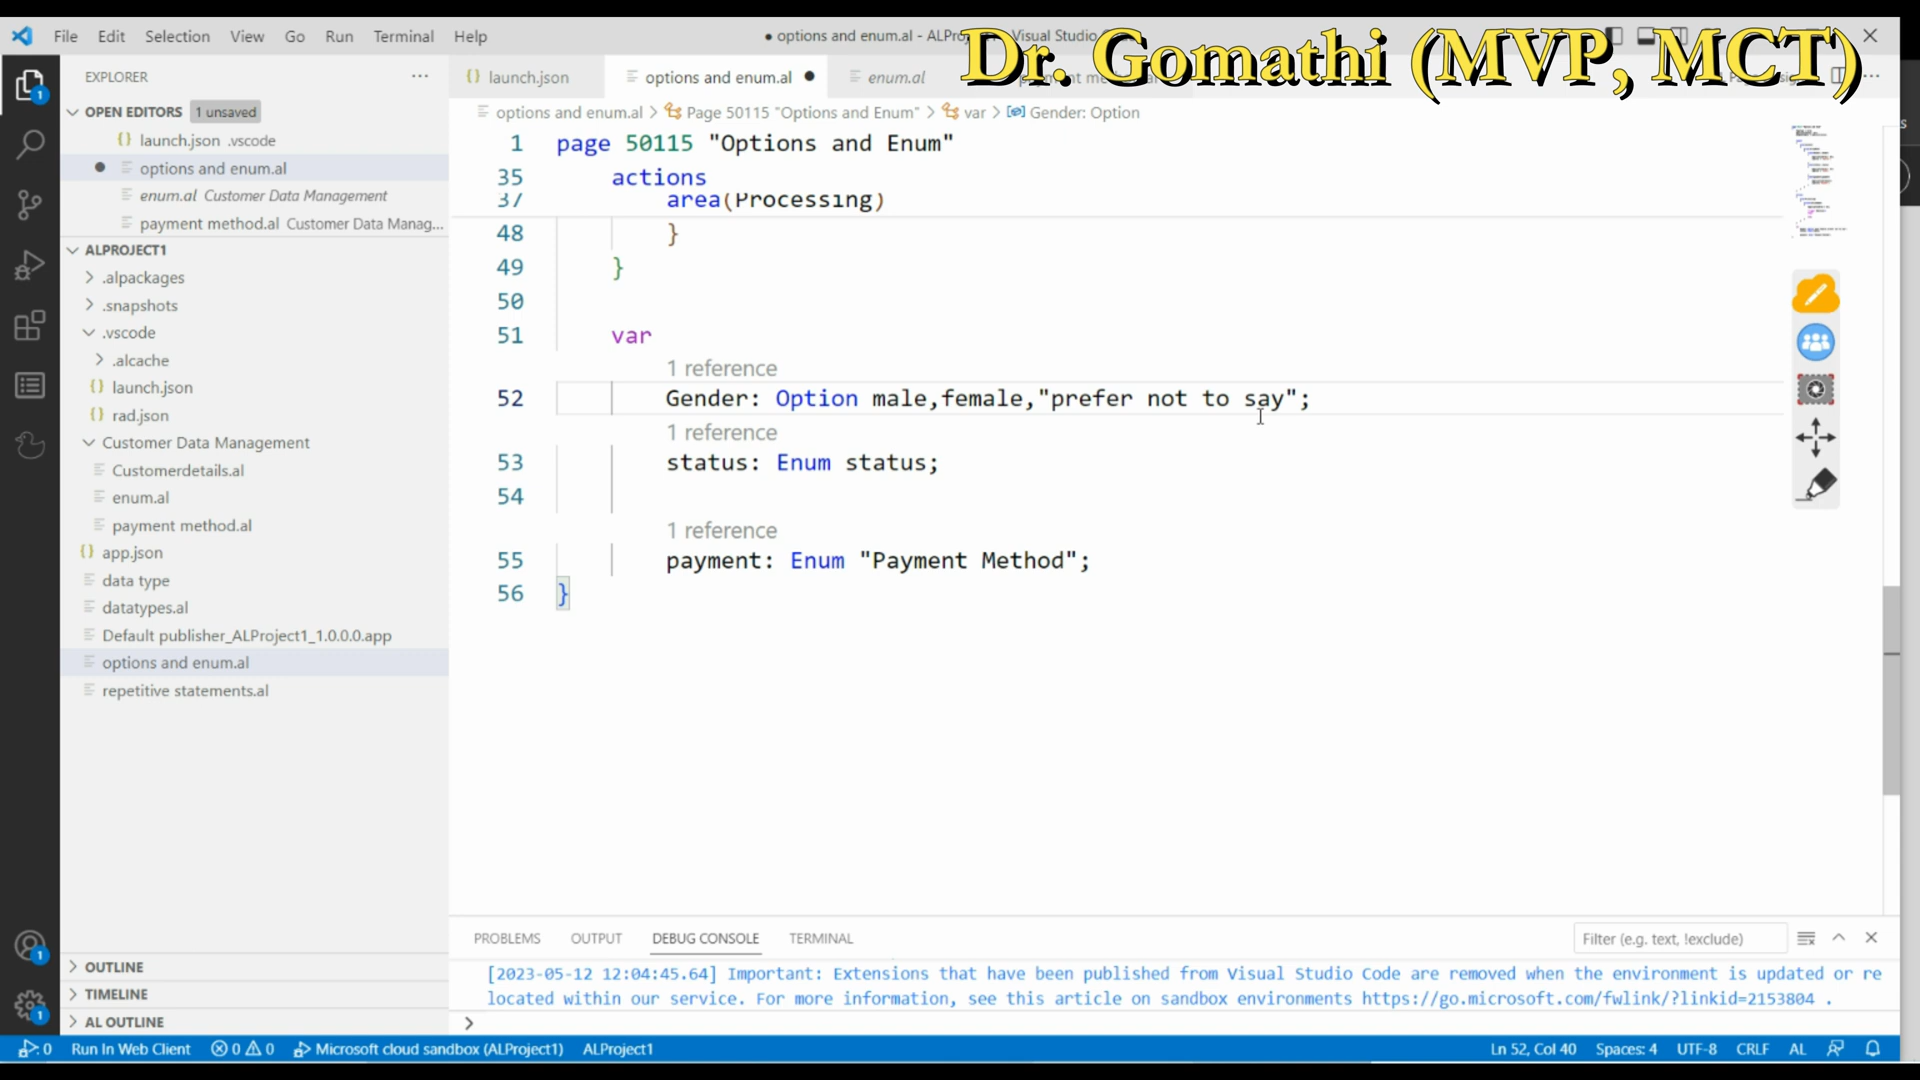 File Edit Selection View Go Run Terminal Help
● options and enum.al - ALPro Visual Stud
Dr. Gomathi (MVP, MCT)
EXPLORER
launch.json
options and enum.al
enum.al
OPEN EDITORS 1 unsaved
launch.json .vscode
options and enum.al
enum.al Customer Data Management
payment method.al Customer Data Manag...
options and enum.al > Page 50115 "Options and Enum" > var > Gender: Option
ALPROJECT1
.alpackages
.snapshots
.vscode
.alcache
launch.json
rad.json
Customer Data Management
Customerdetails.al
enum.al
payment method.al
app.json
data type
datatypes.al
Default publisher_ALProject1_1.0.0.0.app
options and enum.al
repetitive statements.al
OUTLINE
TIMELINE
AL OUTLINE
1 page 50115 "Options and Enum"
35 actions
37 area(Processing)
48 }
49 }
50
51 var
1 reference
52 Gender: Option male,female,"prefer not to say";
1 reference
53 status: Enum status;
54
1 reference
55 payment: Enum "Payment Method";
56 }
PROBLEMS OUTPUT DEBUG CONSOLE TERMINAL
Filter (e.g. text, !exclude)
[2023-05-12 12:04:45.64] Important: Extensions that have been published from Visual Studio Code are removed when the environment is updated or re
located within our service. For more information, see this article on sandbox environments https://go.microsoft.com/fwlink/?linkid=2153804 .
>
0 Run In Web Client 0 0 Microsoft cloud sandbox (ALProject1) ALProject1 Ln 52, Col 40 Spaces: 4 UTF-8 CRLF AL